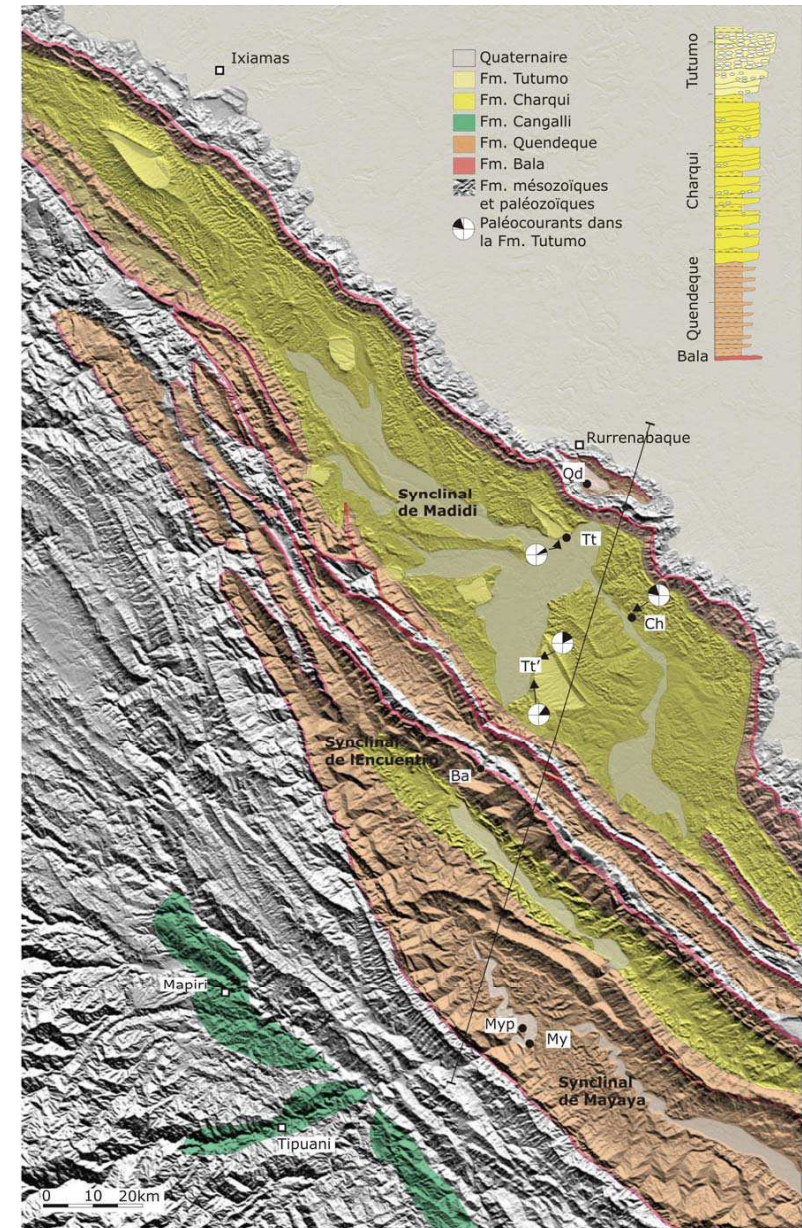 Ixiamas
Quaternaire
Fm. Tutumo
Fm. Charqui
Fm. Cangalli
Fm. Quendeque
Fm. Bala
Fm. mésozoïques
et paléozoïques
Paléocourants dans
la Fm. Tutumo
Tutumo
Charqui
Quendeque
Bala
Rurrenabaque
Qd
Synclinal
de Madidi
Tt
Ch
Tt'
Synclinal
de lEncuentro
Ba
Mapiri
Myp
My
Synclinal
de Mayaya
Tipuani
0 10 20km